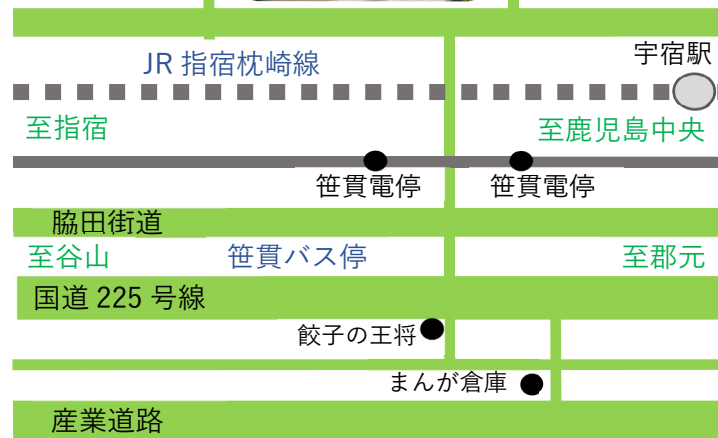 宇宿駅
JR 指宿枕崎線
至指宿
至鹿児島中央
笹貫電停
笹貫電停
脇田街道
至谷山
笹貫バス停
至郡元
国道 225 号線
餃子の王将
まんが倉庫
産業道路